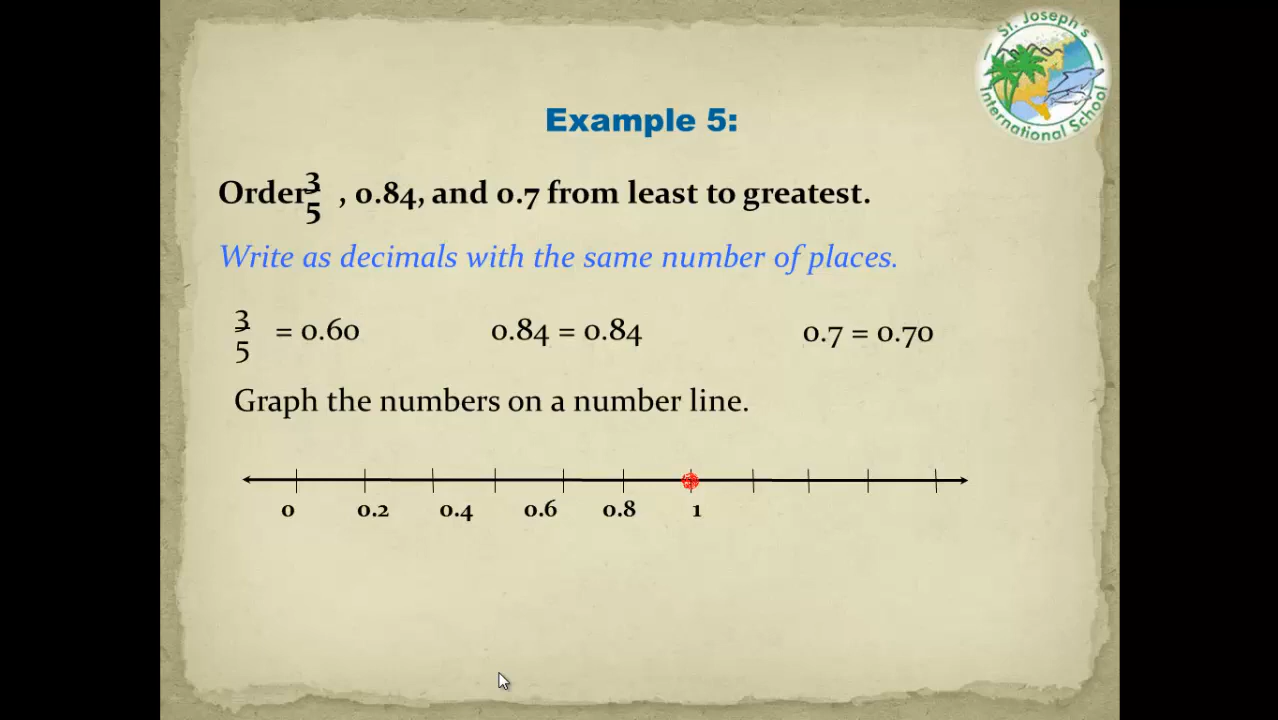 St. Joseph's
International School
Example 5:
Order 3/5 , 0.84, and 0.7 from least to greatest.
Write as decimals with the same number of places.
3/5 = 0.60 0.84 = 0.84 0.7 = 0.70
Graph the numbers on a number line.
0 0.2 0.4 0.6 0.8 1